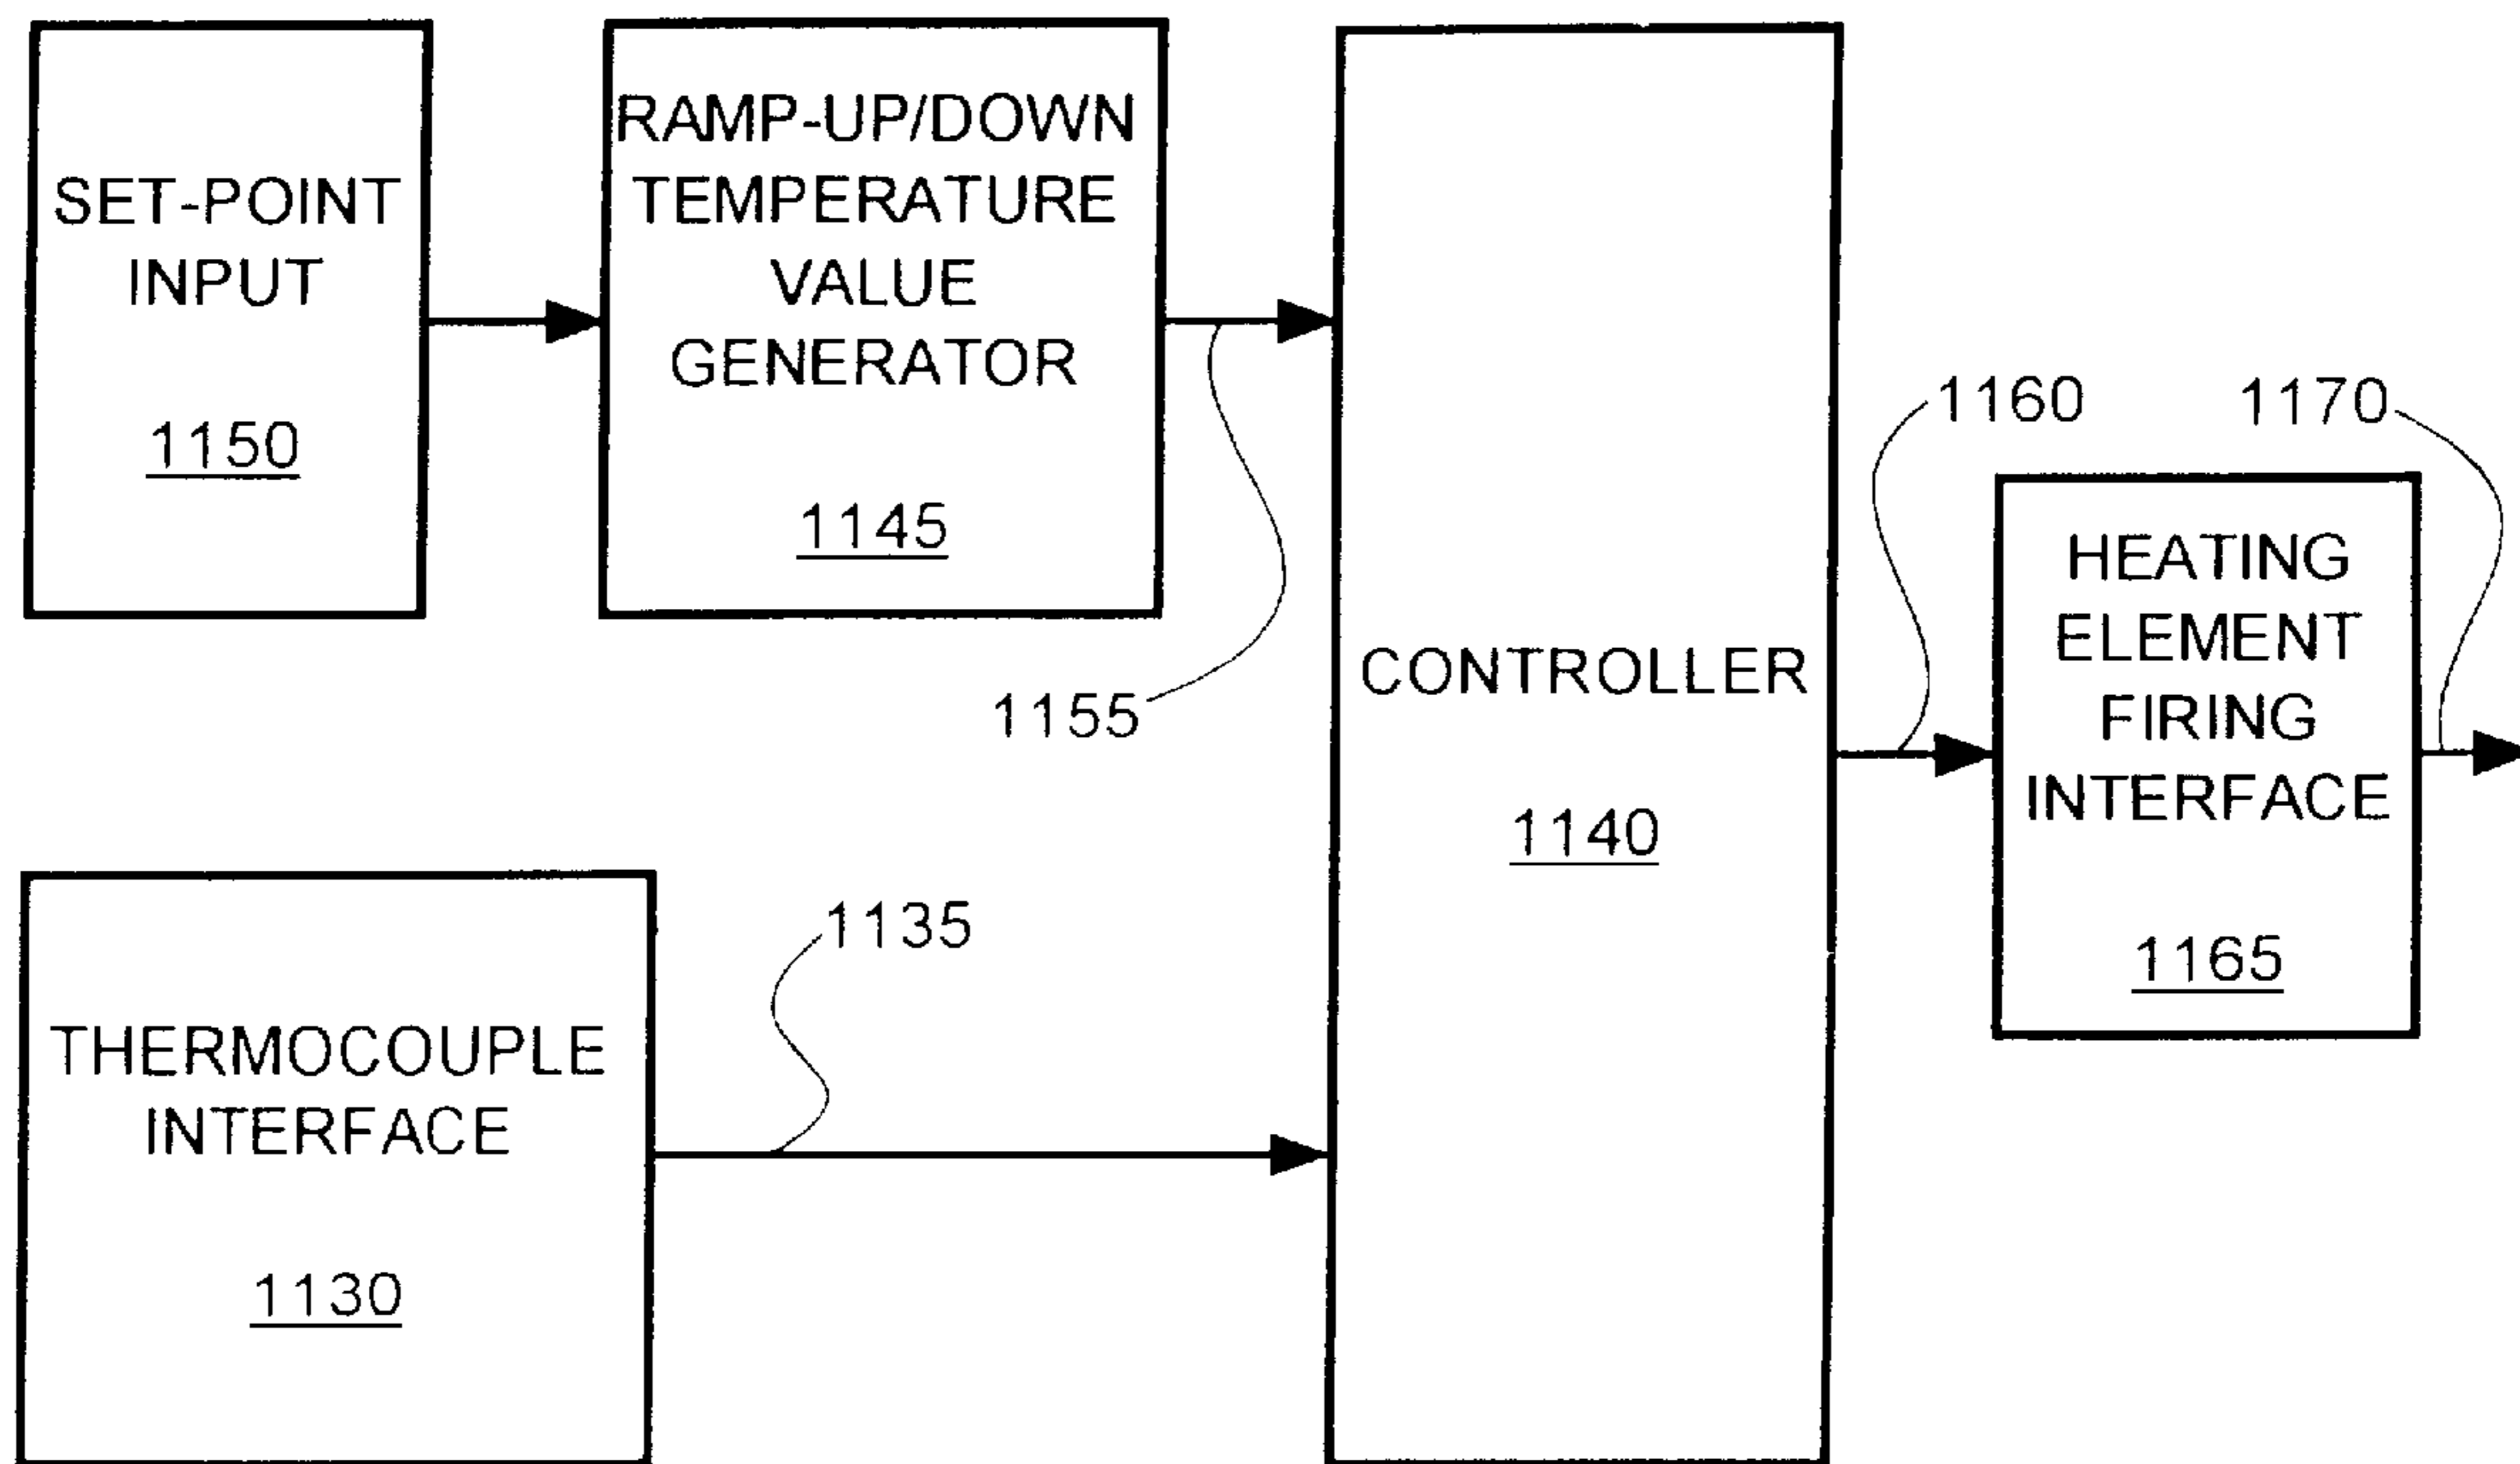 SET-POINT
INPUT
1150
RAMP-UP/DOWN
TEMPERATURE
VALUE
GENERATOR
1145
1155
CONTROLLER
1140
1160
1170
HEATING
ELEMENT
FIRING
INTERFACE
1165
THERMOCOUPLE
INTERFACE
1130
1135